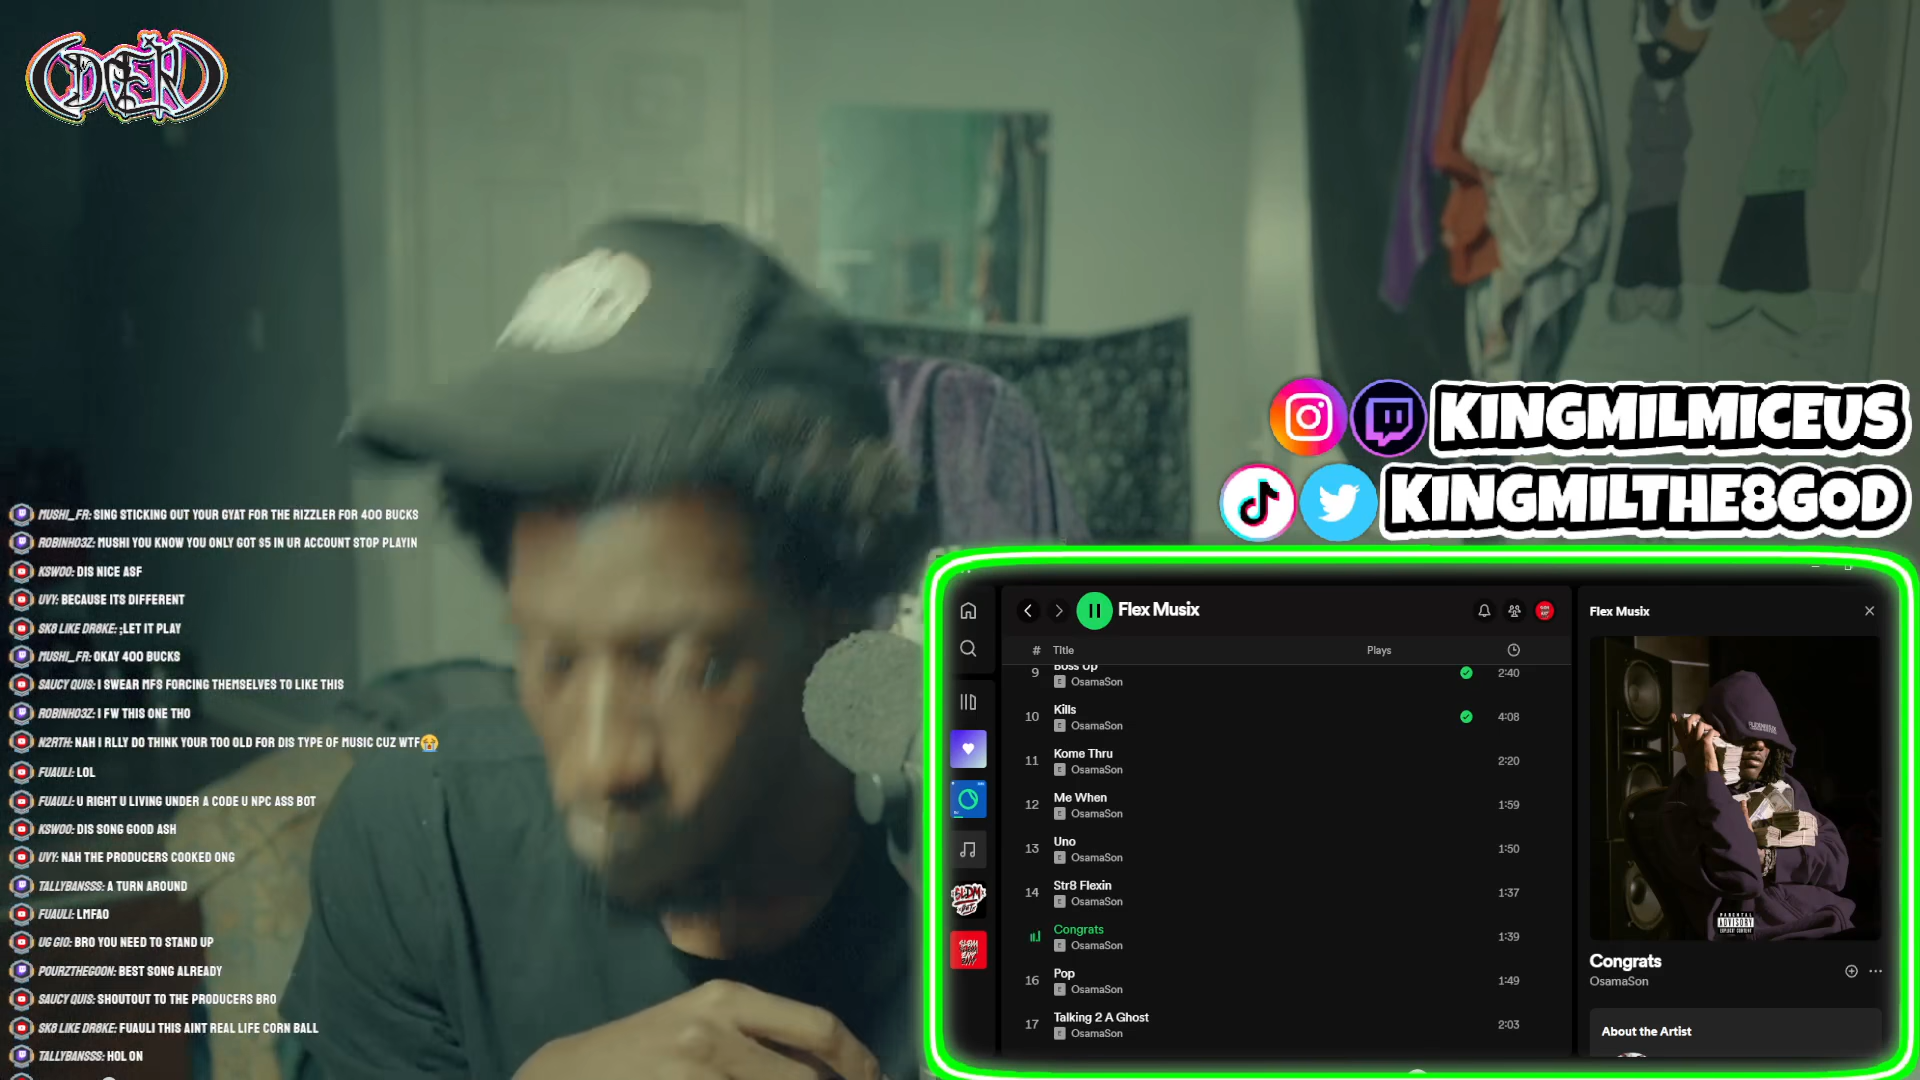 DCER
KINGMILMICEUS
KINGMILTHE8GOD
MUSHI_FR: SING STICKING OUT YOUR GYAT FOR THE RIZZLER FOR 400 BUCKS
ROBINHO3Z: MUSHI YOU KNOW YOU ONLY GOT $5 IN UR ACCOUNT STOP PLAYIN
KSWOO: DIS NICE ASF
UVY: BECAUSE ITS DIFFERENT
SK8 LIKE DR8KE: ;LET IT PLAY
MUSHI_FR: OKAY 400 BUCKS
SAUCY QUIS: I SWEAR MFS FORCING THEMSELVES TO LIKE THIS
ROBINHO3Z: I FW THIS ONE THO
N2RTH: NAH I RLLY DO THINK YOUR TOO OLD FOR DIS TYPE OF MUSIC CUZ WTF😭
FUAULI: LOL
FUAULI: U RIGHT U LIVING UNDER A CODE U NPC ASS BOT
KSWOO: DIS SONG GOOD ASH
UVY: NAH THE PRODUCERS COOKED ONG
TALLYBANSSS: A TURN AROUND
FUAULI: LMFAO
UG GIO: BRO YOU NEED TO STAND UP
POURZTHEGOON: BEST SONG ALREADY
SAUCY QUIS: SHOUTOUT TO THE PRODUCERS BRO
SK8 LIKE DR8KE: FUAULI THIS AINT REAL LIFE CORN BALL
TALLYBANSSS: HOL ON
Flex Musix
# Title Plays
9 Boss Up 2:40
E OsamaSon
10 Kills 4:08
E OsamaSon
11 Kome Thru 2:20
E OsamaSon
12 Me When 1:59
E OsamaSon
13 Uno 1:50
E OsamaSon
14 Str8 Flexin 1:37
E OsamaSon
Congrats 1:39
E OsamaSon
16 Pop 1:49
E OsamaSon
17 Talking 2 A Ghost 2:03
E OsamaSon
Flex Musix
PARENTAL
ADVISORY
EXPLICIT CONTENT
Congrats
OsamaSon
About the Artist